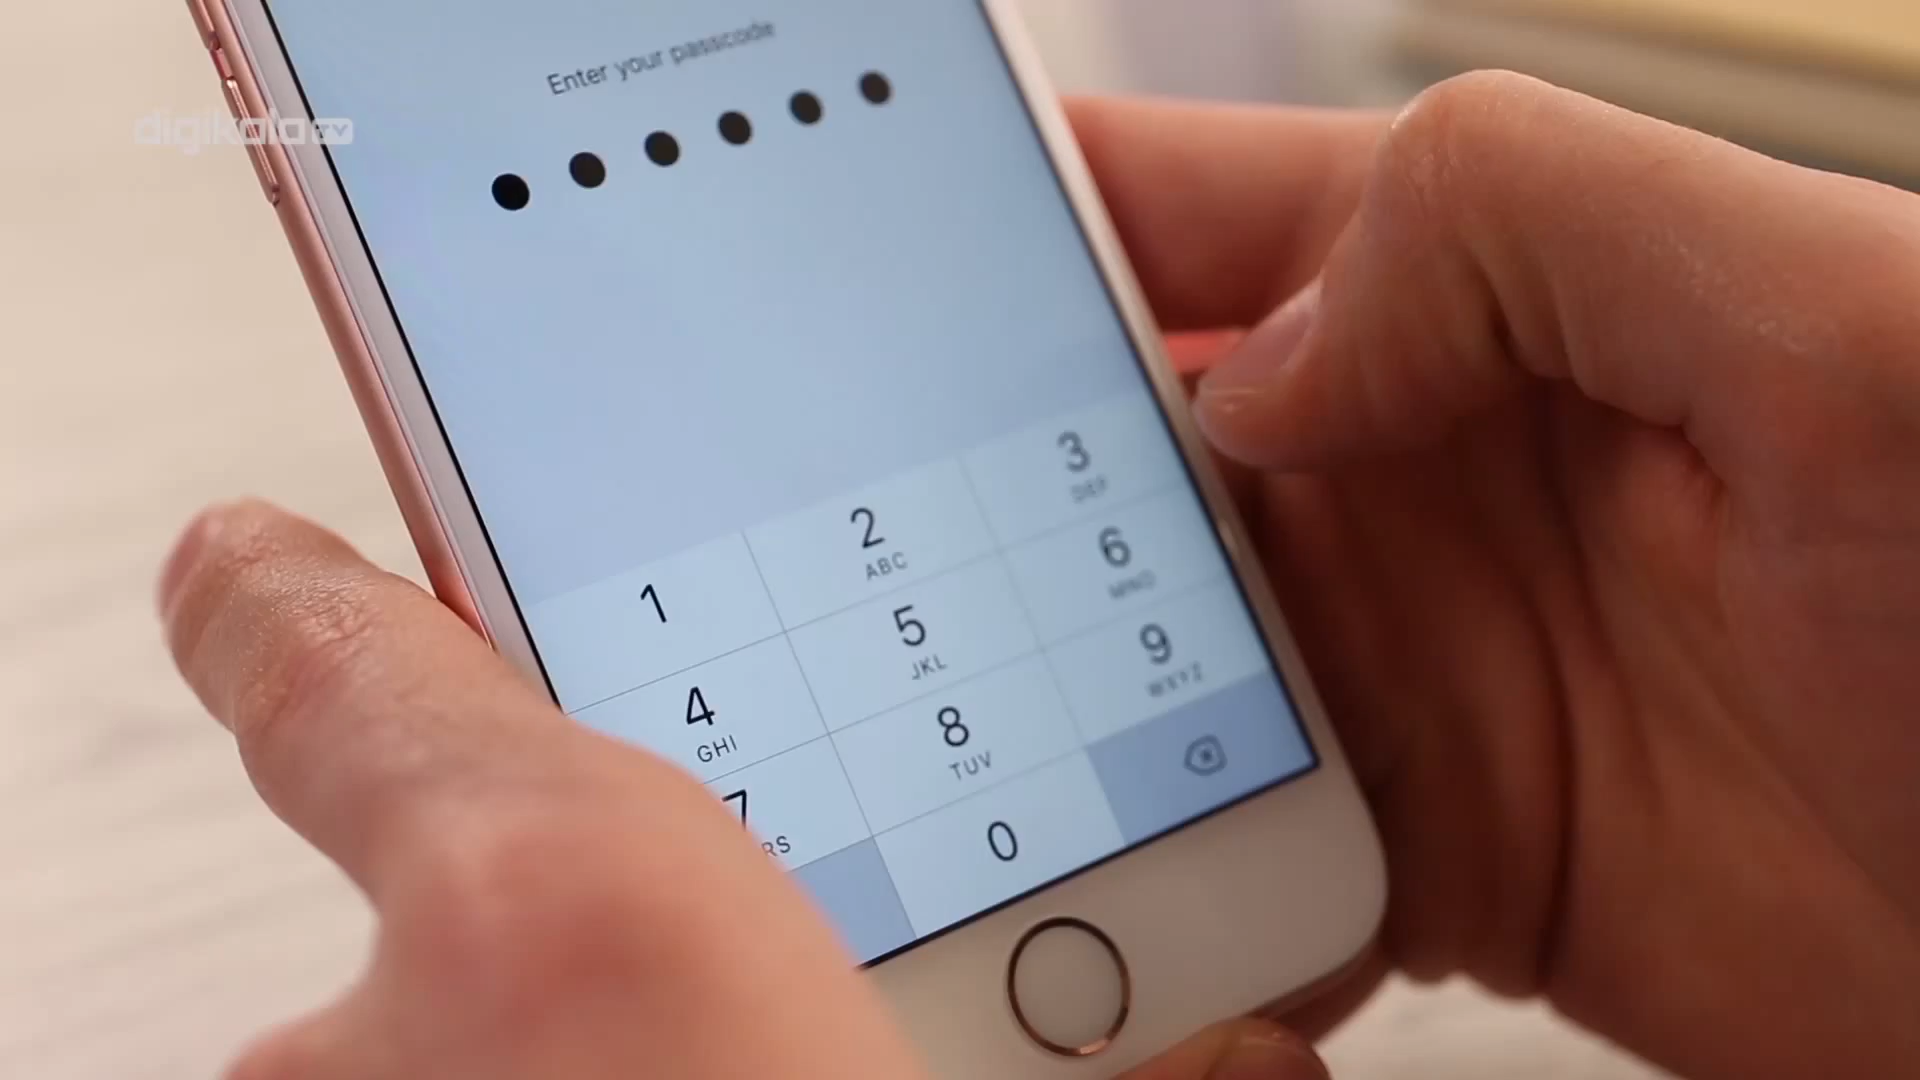 Enter your passcode
digikala TV
1
2
ABC
3
DEF
4
GHI
5
JKL
6
MNO
7
RS
8
TUV
9
WXYZ
0